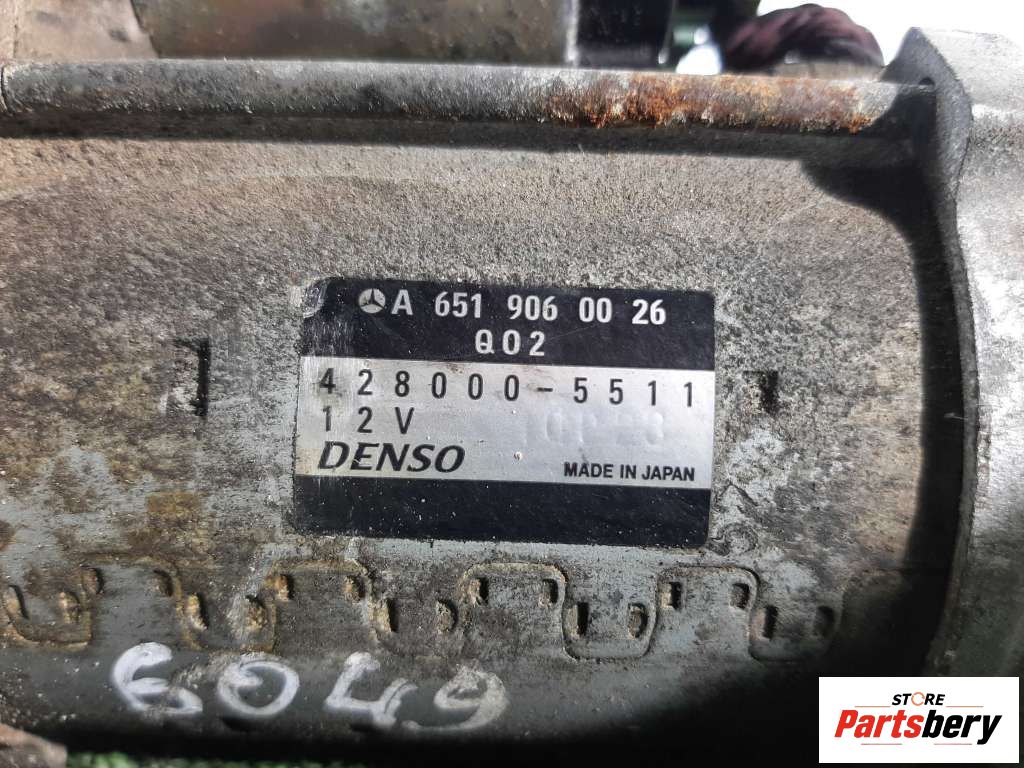 A 651 906 00 26
Q02
428000-5511
12V
DENSO
MADE IN JAPAN
6049
STORE
Partsbery